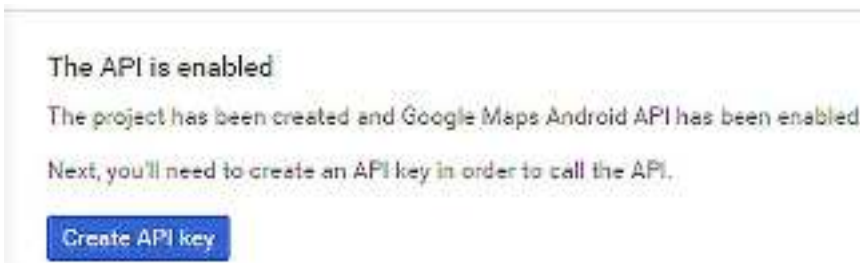 The API is enabled
The project has been created and Google Maps Android API has been enabled
Next, you'll need to create an API key in order to call the API.
Create API key